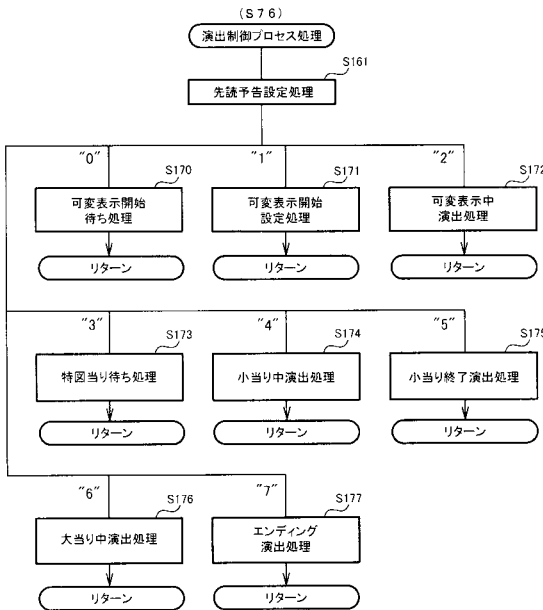 (S76)
演出制御プロセス処理
S161
先読予告設定処理
"0"
"1"
"2"
S170
S171
S172
可変表示開始
待ち処理
可変表示開始
設定処理
可変表示中
演出処理
リターン
リターン
リターン
"3"
"4"
"5"
S173
S174
S175
特図当り待ち処理
小当り中演出処理
小当り終了演出処理
リターン
リターン
リターン
"6"
"7"
S176
S177
大当り中演出処理
エンディング
演出処理
リターン
リターン